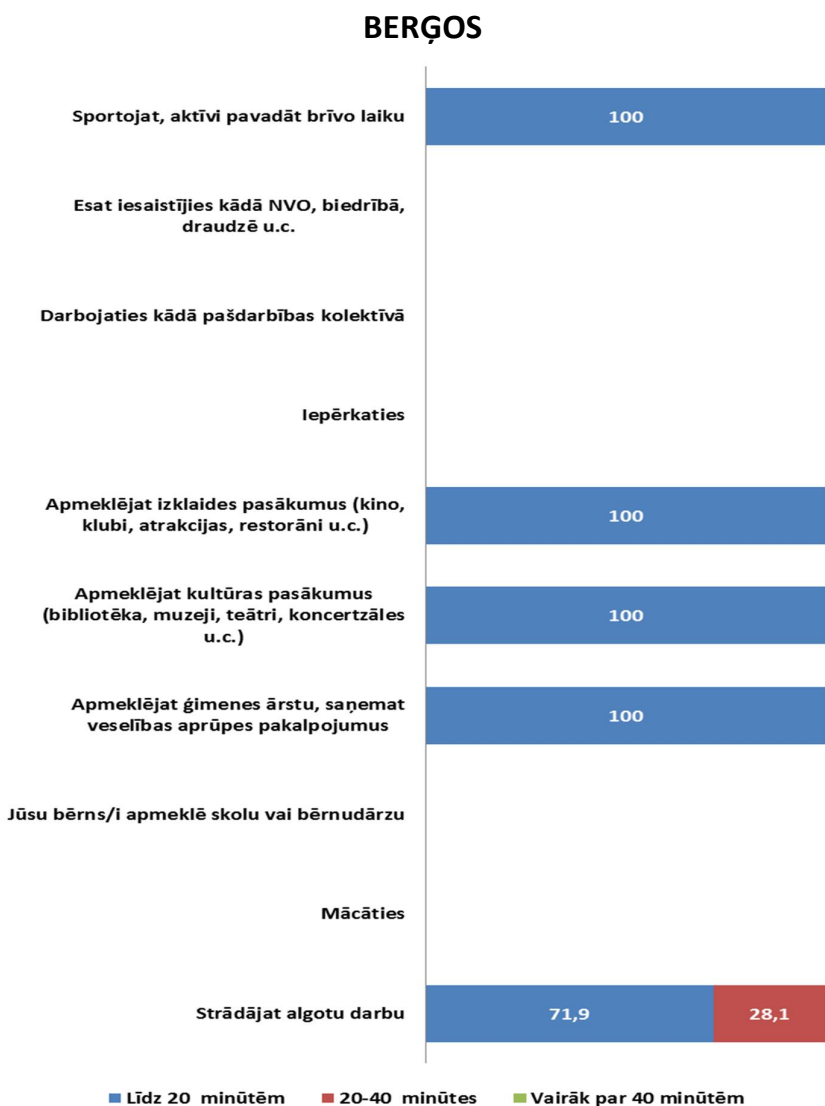 BERĢOS
Sportojat, aktīvi pavadāt brīvo laiku
100
Esat iesaistījies kādā NVO, biedrībā,
draudzē u.c.
Darbojaties kādā pašdarbības kolektīvā
Iepērkaties
Apmeklējat izklaides pasākumus (kino,
klubi, atrakcijas, restorāni u.c.)
100
Apmeklējat kultūras pasākumus
(bibliotēka, muzeji, teātri, koncertzāles
u.c.)
100
Apmeklējat ģimenes ārstu, saņemat
veselības aprūpes pakalpojumus
100
Jūsu bērns/i apmeklē skolu vai bērnudārzu
Mācāties
Strādājat algotu darbu
71,9
28,1
Līdz 20 minūtēm
20-40 minūtes
Vairāk par 40 minūtēm